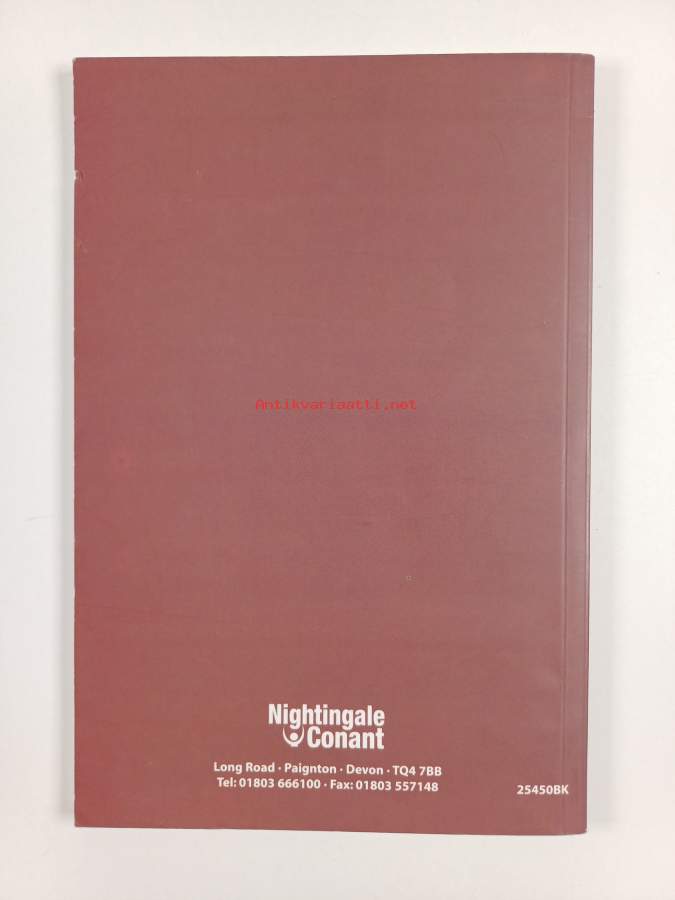 Antikvariaatti.net
Nightingale
Conant
Long Road · Paignton · Devon · TQ4 7BB
Tel: 01803 666100 · Fax: 01803 557148
25450BK